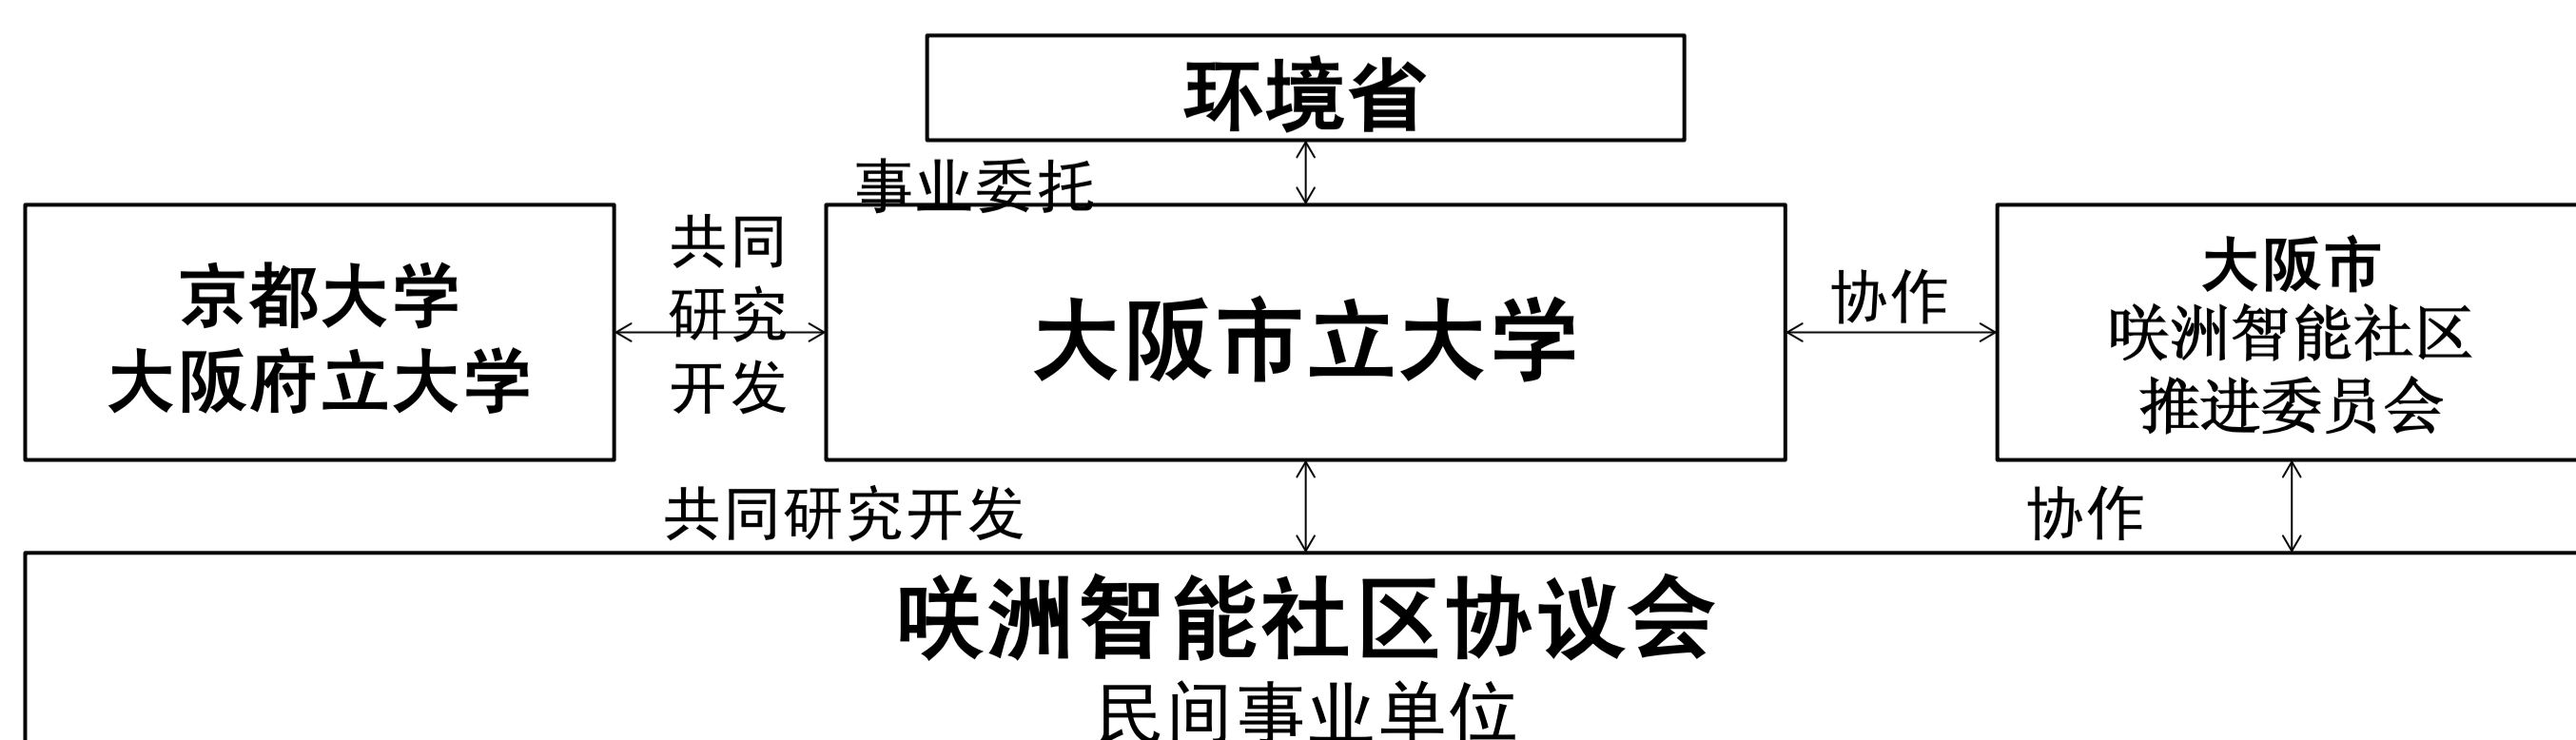 环境省
事业委托
京都大学
大阪府立大学
共同
研究
开发
大阪市立大学
协作
大阪市
咲洲智能社区
推进委员会
共同研究开发
协作
咲洲智能社区协议会
民间事业单位